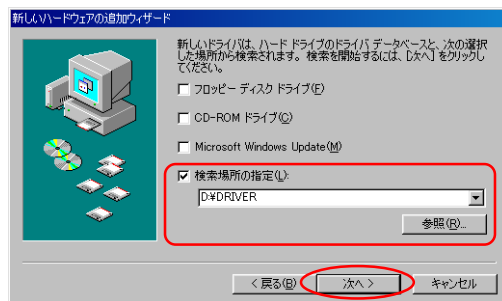 新しいハードウェアの追加ウィザード
新しいドライバは、ハード ドライブのドライバ データベースと、次の選択
した場所から検索されます。検索を開始するには、[次へ] をクリックし
てください。
フロッピー ディスク ドライブ(F)
CD-ROM ドライブ(C)
Microsoft Windows Update(M)
検索場所の指定(L):
D:¥DRIVER
参照(R)...
< 戻る(B)
次へ >
キャンセル